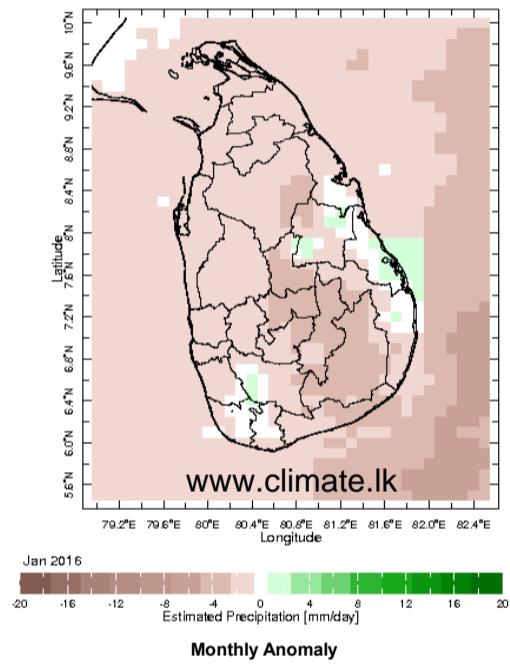 10°N
9.6°N
9.2°N
8.8°N
8.4°N
8°N
7.6°N
7.2°N
6.8°N
6.4°N
6.0°N
5.6°N
Latitude
www.climate.lk
79.2°E 79.6°E 80°E 80.4°E 80.8°E 81.2°E 81.6°E 82.0°E 82.4°E
Longitude
Jan 2016
-20 -16 -12 -8 -4 0 4 8 12 16 20
Estimated Precipitation [mm/day]
Monthly Anomaly